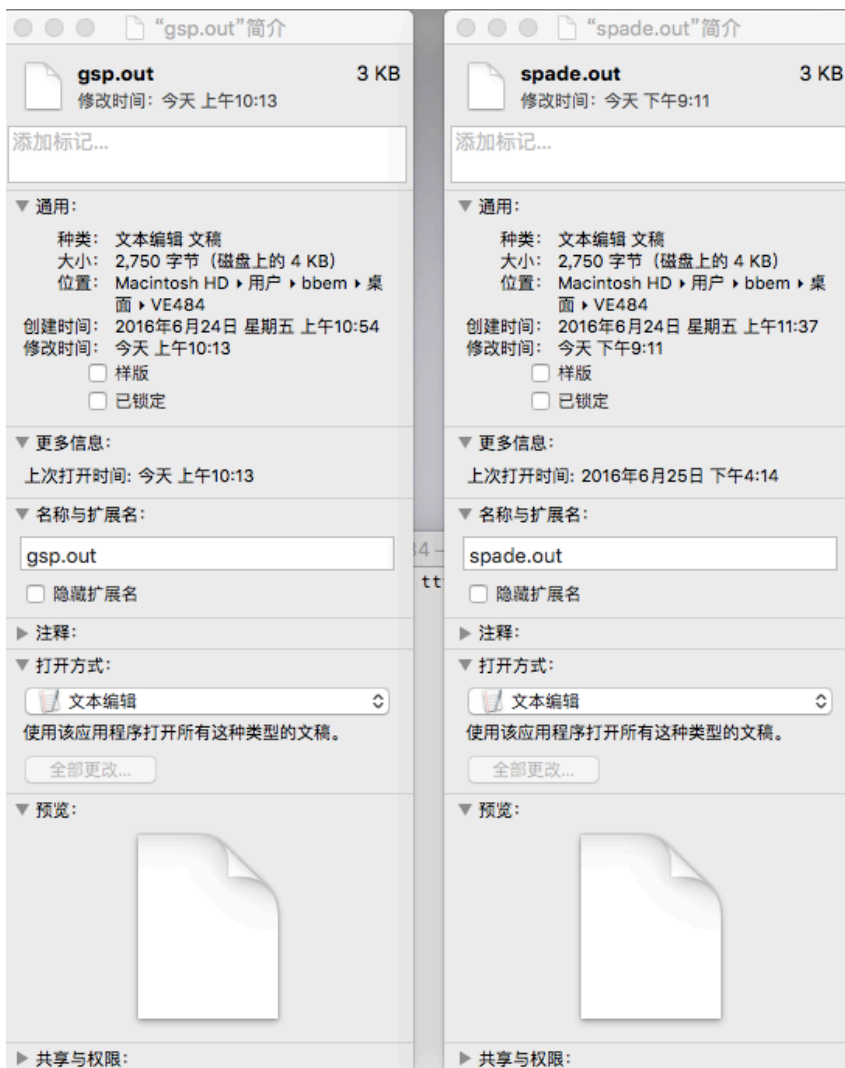 “gsp.out”简介
gsp.out 3 KB
修改时间：今天 上午10:13
添加标记...
通用：
种类： 文本编辑 文稿
大小： 2,750 字节（磁盘上的 4 KB）
位置： Macintosh HD ▸ 用户 ▸ bbem ▸ 桌
面 ▸ VE484
创建时间： 2016年6月24日 星期五 上午10:54
修改时间： 今天 上午10:13
样版
已锁定
更多信息：
上次打开时间: 今天 上午10:13
名称与扩展名：
gsp.out
隐藏扩展名
注释：
打开方式：
文本编辑
使用该应用程序打开所有这种类型的文稿。
全部更改...
预览：
共享与权限：
“spade.out”简介
spade.out 3 KB
修改时间：今天 下午9:11
添加标记...
通用：
种类： 文本编辑 文稿
大小： 2,750 字节（磁盘上的 4 KB）
位置： Macintosh HD ▸ 用户 ▸ bbem ▸ 桌
面 ▸ VE484
创建时间： 2016年6月24日 星期五 上午11:37
修改时间： 今天 下午9:11
样版
已锁定
更多信息：
上次打开时间: 2016年6月25日 下午4:14
名称与扩展名：
spade.out
隐藏扩展名
注释：
打开方式：
文本编辑
使用该应用程序打开所有这种类型的文稿。
全部更改...
预览：
共享与权限：